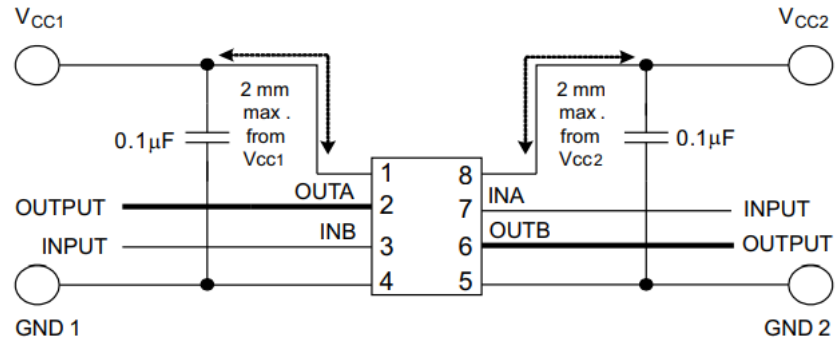 VCC1
VCC2
2 mm
max .
from
Vcc1
2 mm
max .
from
Vcc2
0.1μF
0.1μF
1
8
OUTA
INA
OUTPUT
2
7
INPUT
INB
OUTB
INPUT
3
6
OUTPUT
4
5
GND 1
GND 2